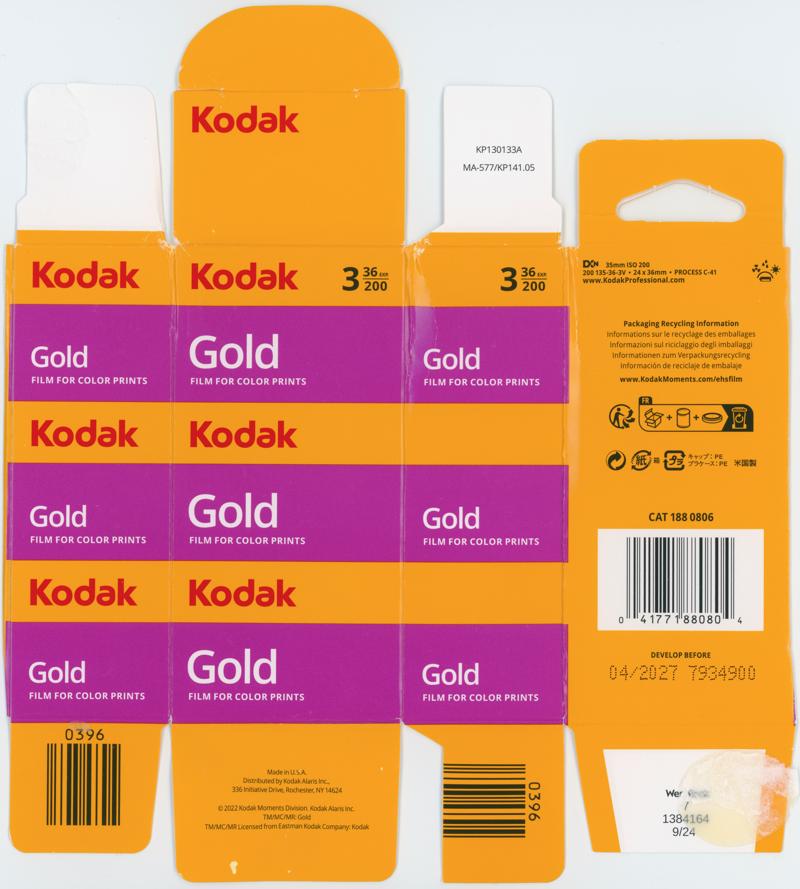 Kodak
KP130133A
MA-577/KP141.05
Kodak
Kodak
3 36 EXP 200
3 36 EXP 200
Gold
FILM FOR COLOR PRINTS
Gold
FILM FOR COLOR PRINTS
Gold
FILM FOR COLOR PRINTS
Kodak
Kodak
Gold
FILM FOR COLOR PRINTS
Gold
FILM FOR COLOR PRINTS
Gold
FILM FOR COLOR PRINTS
Kodak
Kodak
Gold
FILM FOR COLOR PRINTS
Gold
FILM FOR COLOR PRINTS
Gold
FILM FOR COLOR PRINTS
0396
Made in U.S.A.
Distributed by Kodak Alaris Inc.,
336 Initiative Drive, Rochester, NY 14624
© 2022 Kodak Moments Division. Kodak Alaris Inc.
TM/MC/MR: Gold
TM/MC/MR Licensed from Eastman Kodak Company: Kodak
0396
DXN 35mm ISO 200
200 135-36-3V • 24 x 36mm • PROCESS C-41
www.KodakProfessional.com
Packaging Recycling Information
Informations sur le recyclage des emballages
Informazioni sul riciclaggio degli imballaggi
Informationen zum Verpackungsrecycling
Información de reciclaje de embalaje
www.KodakMoments.com/ehsfilm
FR
+ +
紙 箱 プラ キャップ：PE
プラケース：PE 米国製
CAT 188 0806
0 41771 88080 4
DEVELOP BEFORE
04/2027 7934900
/
1384164
9/24